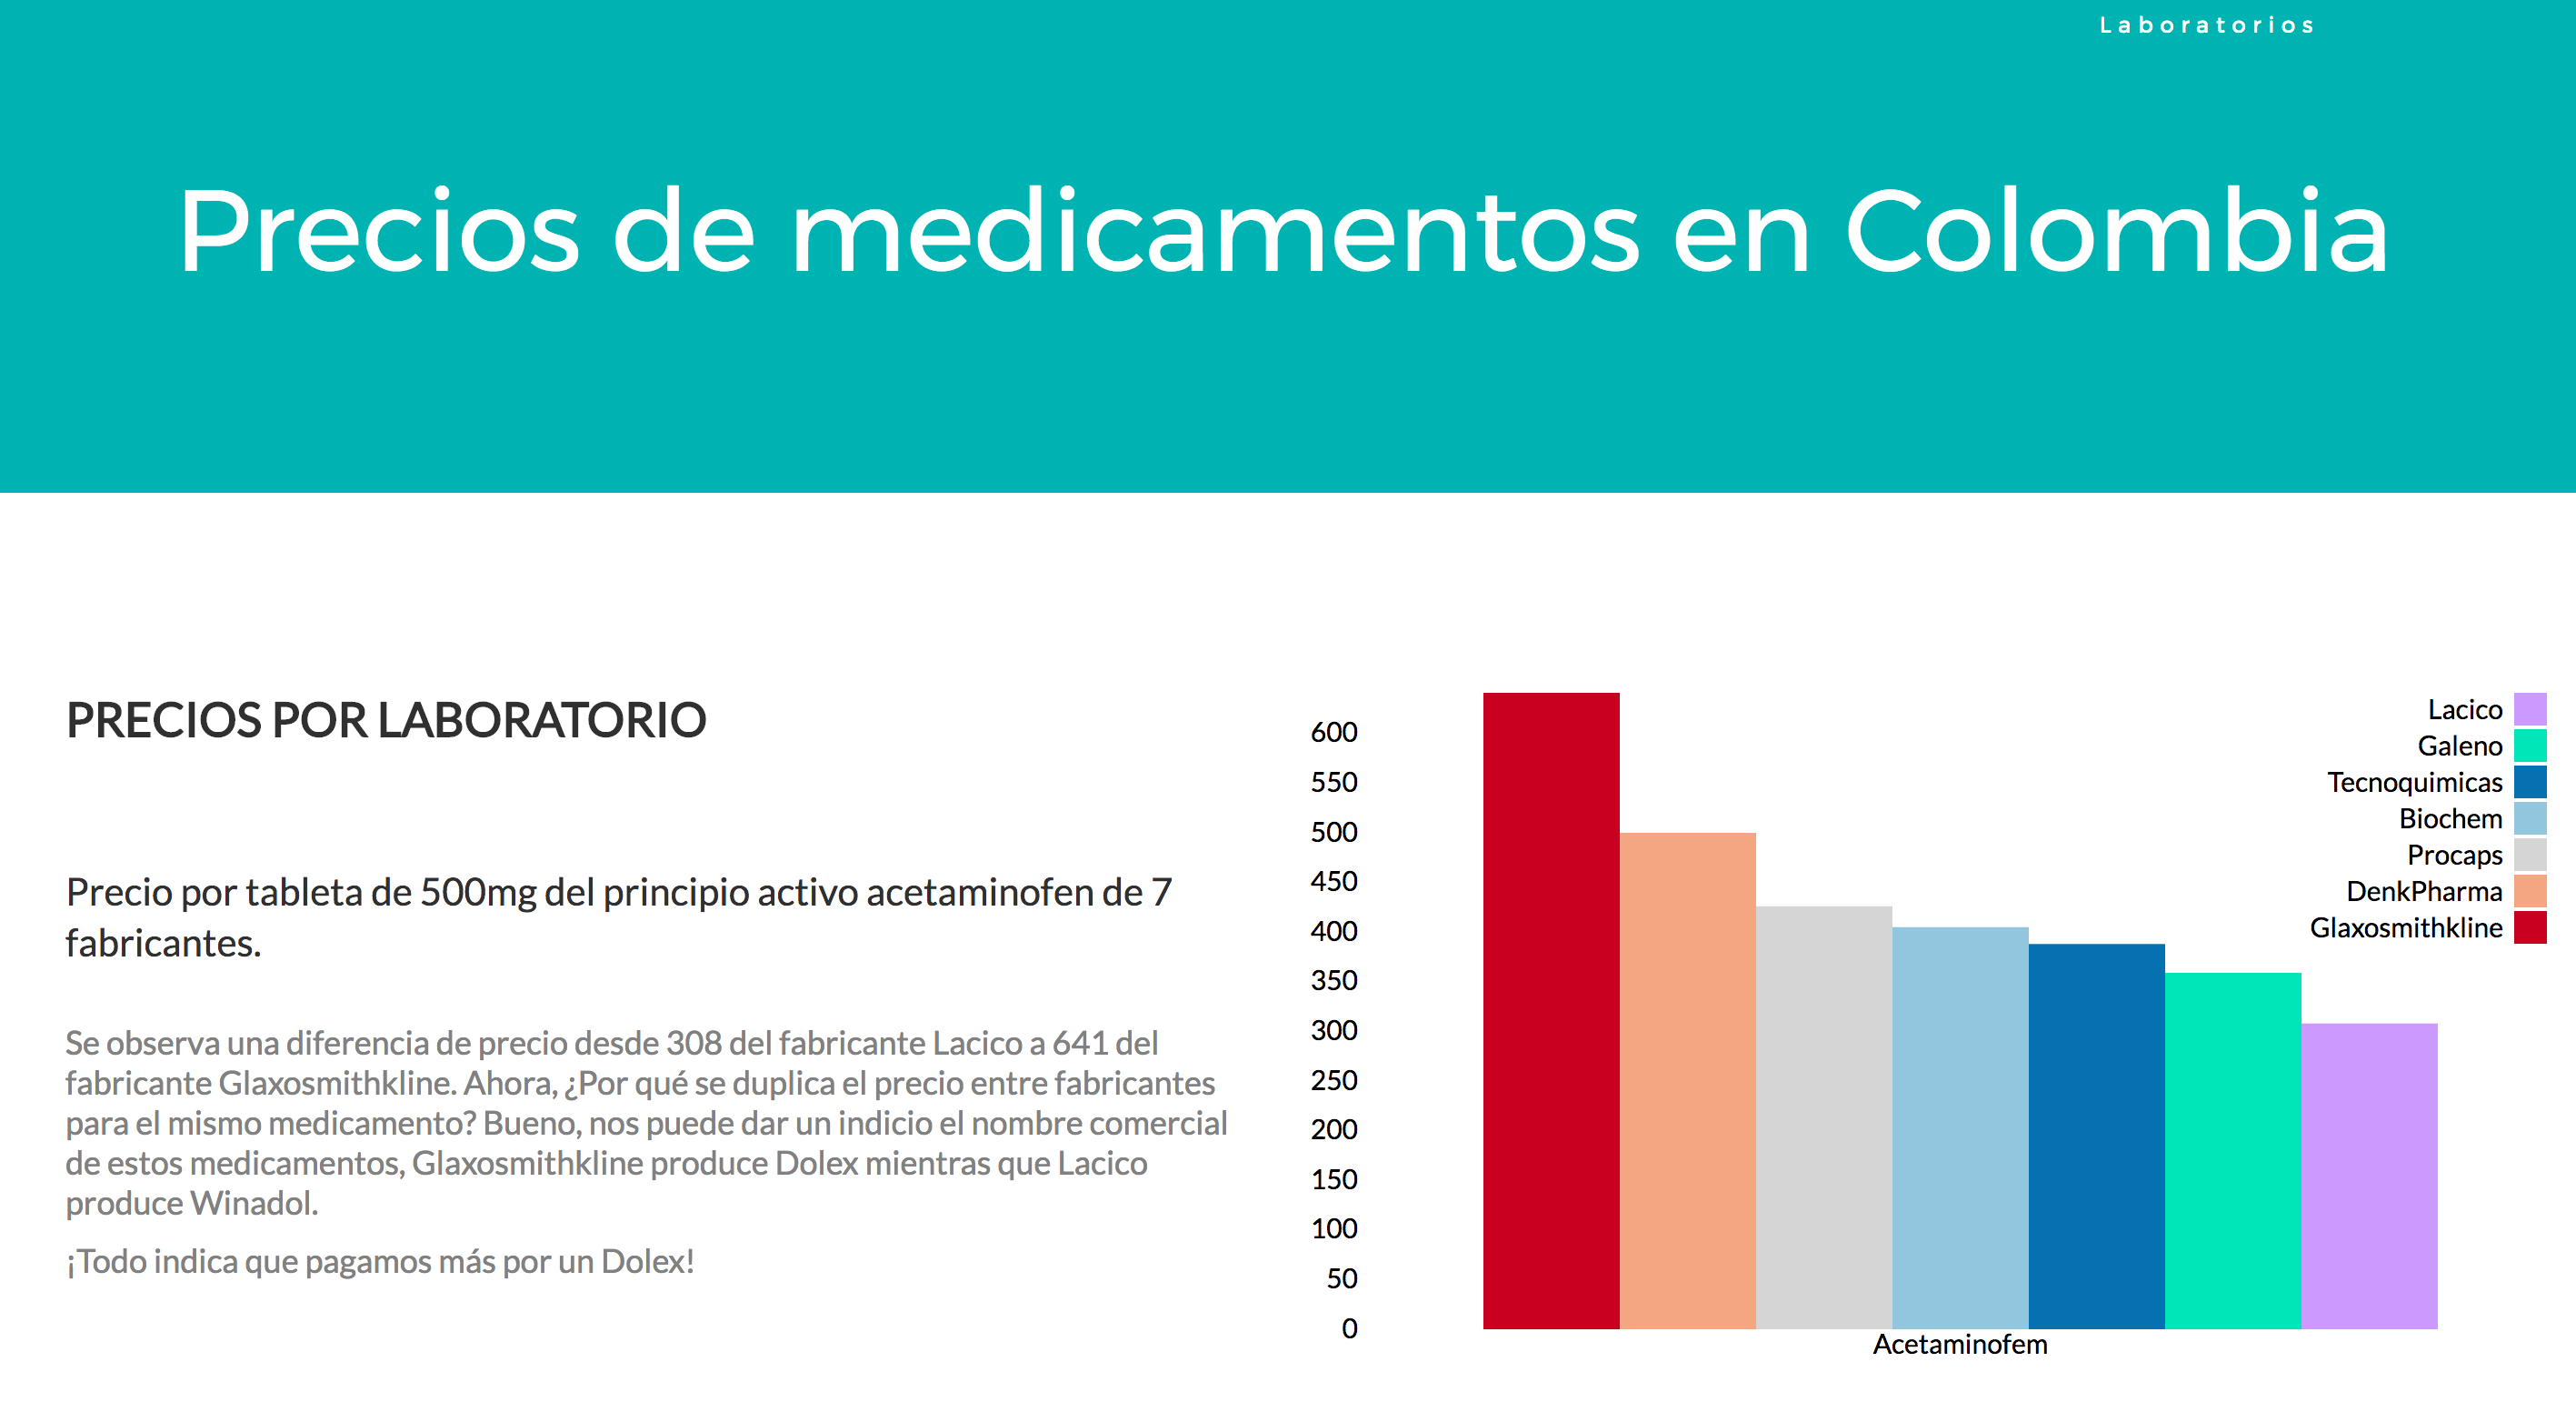 Laboratorios
Precios de medicamentos en Colombia
PRECIOS POR LABORATORIO
Precio por tableta de 500mg del principio activo acetaminofen de 7
fabricantes.
Se observa una diferencia de precio desde 308 del fabricante Lacico a 641 del
fabricante Glaxosmithkline. Ahora, ¿Por qué se duplica el precio entre fabricantes
para el mismo medicamento? Bueno, nos puede dar un indicio el nombre comercial
de estos medicamentos, Glaxosmithkline produce Dolex mientras que Lacico
produce Winadol.
¡Todo indica que pagamos más por un Dolex!
600
550
500
450
400
350
300
250
200
150
100
50
0
Acetaminofem
Lacico
Galeno
Tecnoquimicas
Biochem
Procaps
DenkPharma
Glaxosmithkline